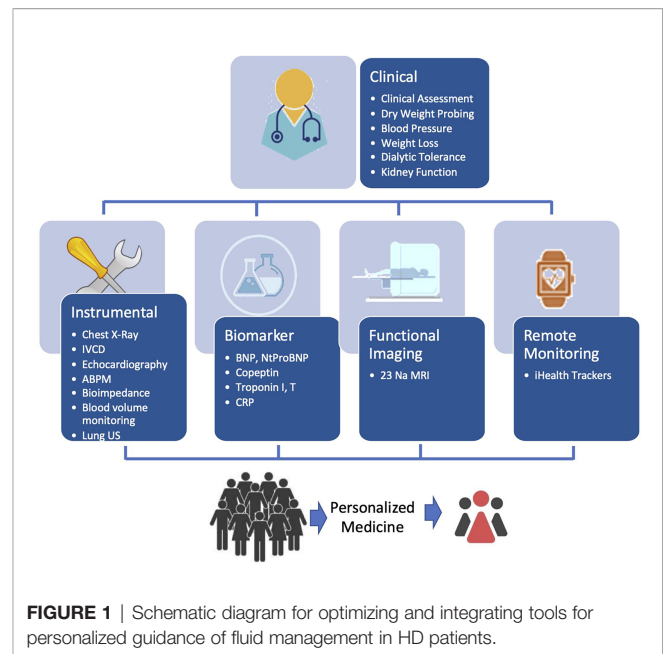 Clinical
• Clinical Assessment
• Dry Weight Probing
• Blood Pressure
• Weight Loss
• Dialytic Tolerance
• Kidney Function
Instrumental
• Chest X-Ray
• IVCD
• Echocardiography
• ABPM
• Bioimpedance
• Blood volume
monitoring
• Lung US
Biomarker
• BNP, NtProBNP
• Copeptin
• Troponin I, T
• CRP
Functional
Imaging
• 23 Na MRI
Remote
Monitoring
• iHealth Trackers
Personalized
Medicine
FIGURE 1 | Schematic diagram for optimizing and integrating tools for
personalized guidance of fluid management in HD patients.